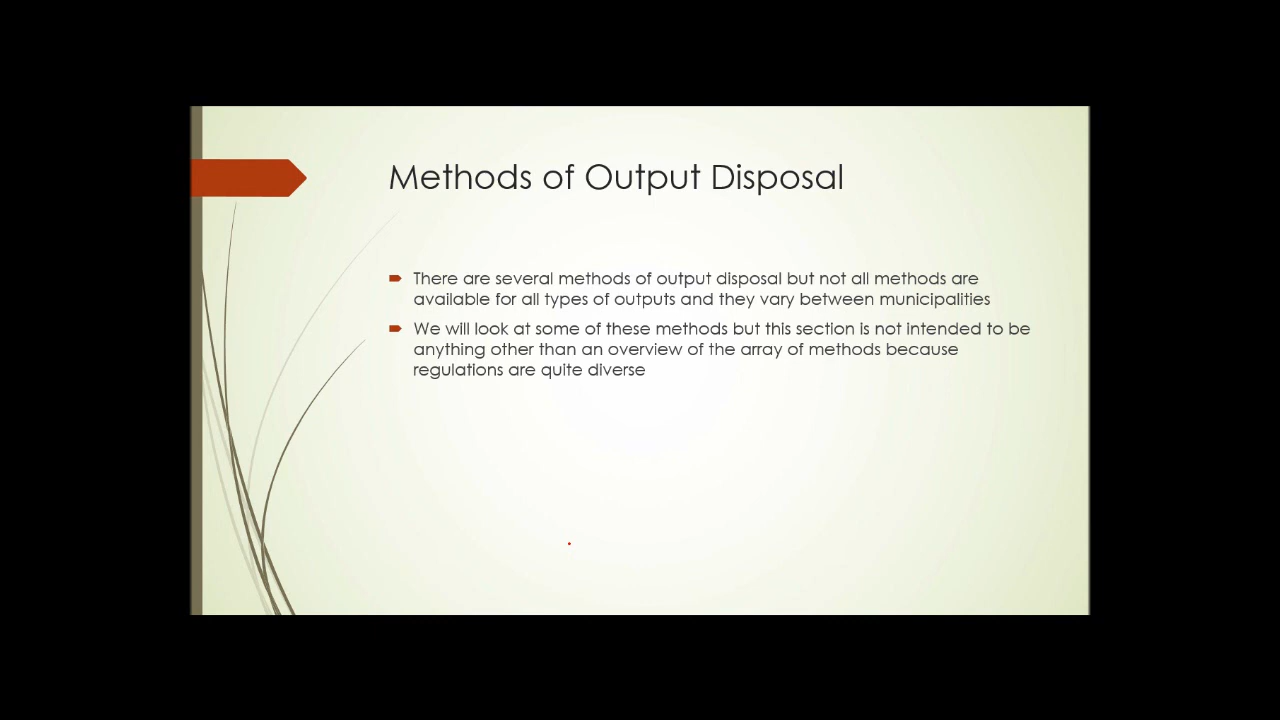 Methods of Output Disposal
There are several methods of output disposal but not all methods are
available for all types of outputs and they vary between municipalities
We will look at some of these methods but this section is not intended to be
anything other than an overview of the array of methods because
regulations are quite diverse